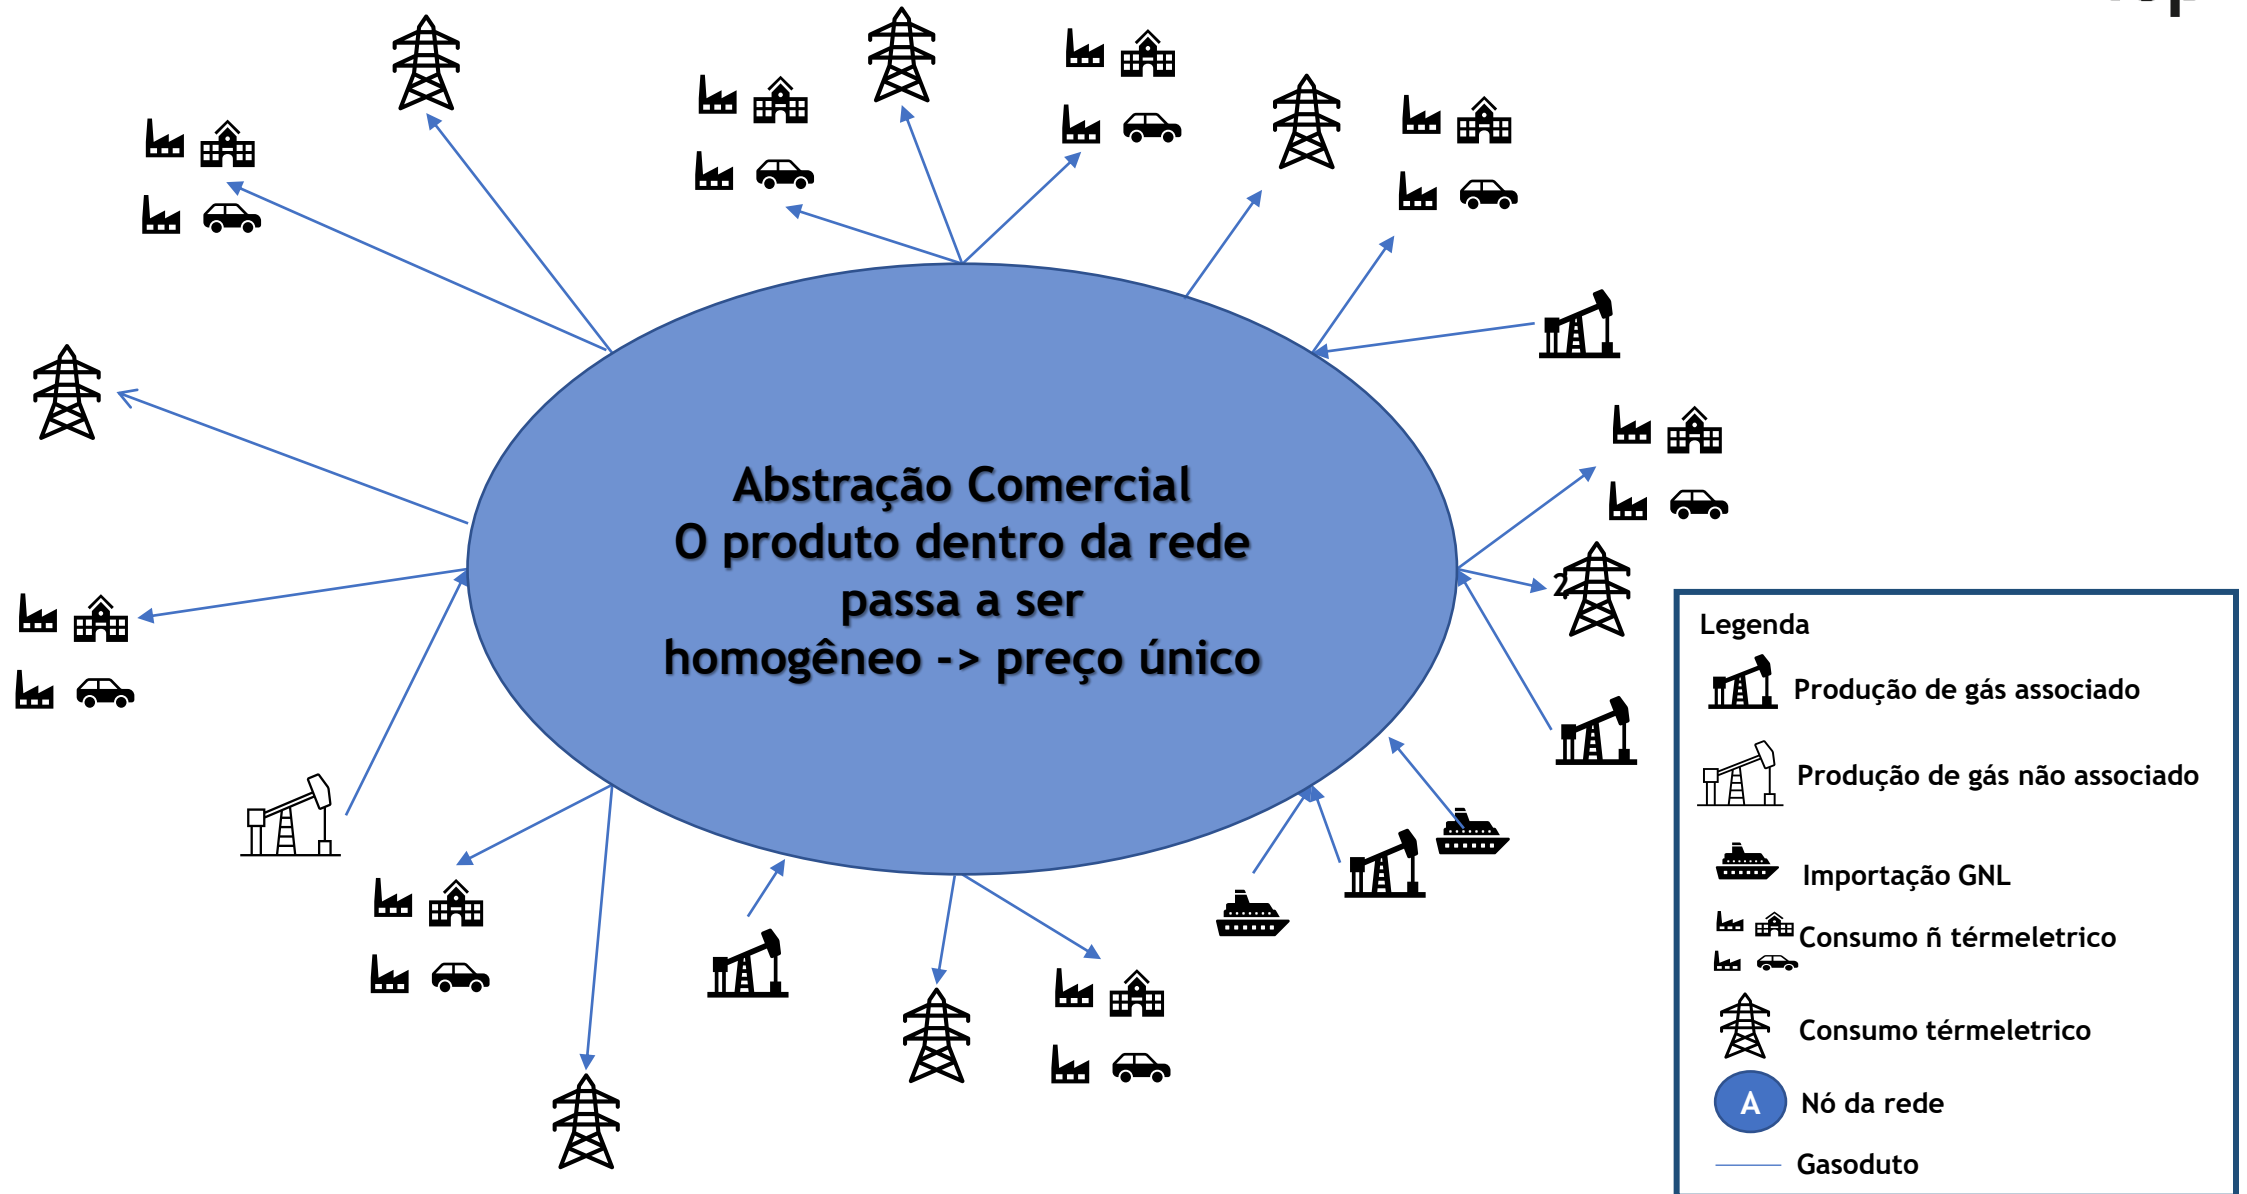 Abstração Comercial
O produto dentro da rede
passa a ser
homogêneo -> preço único
2
Legenda
Produção de gás associado
Produção de gás não associado
Importação GNL
Consumo ñ térmeletrico
Consumo térmeletrico
A Nó da rede
Gasoduto